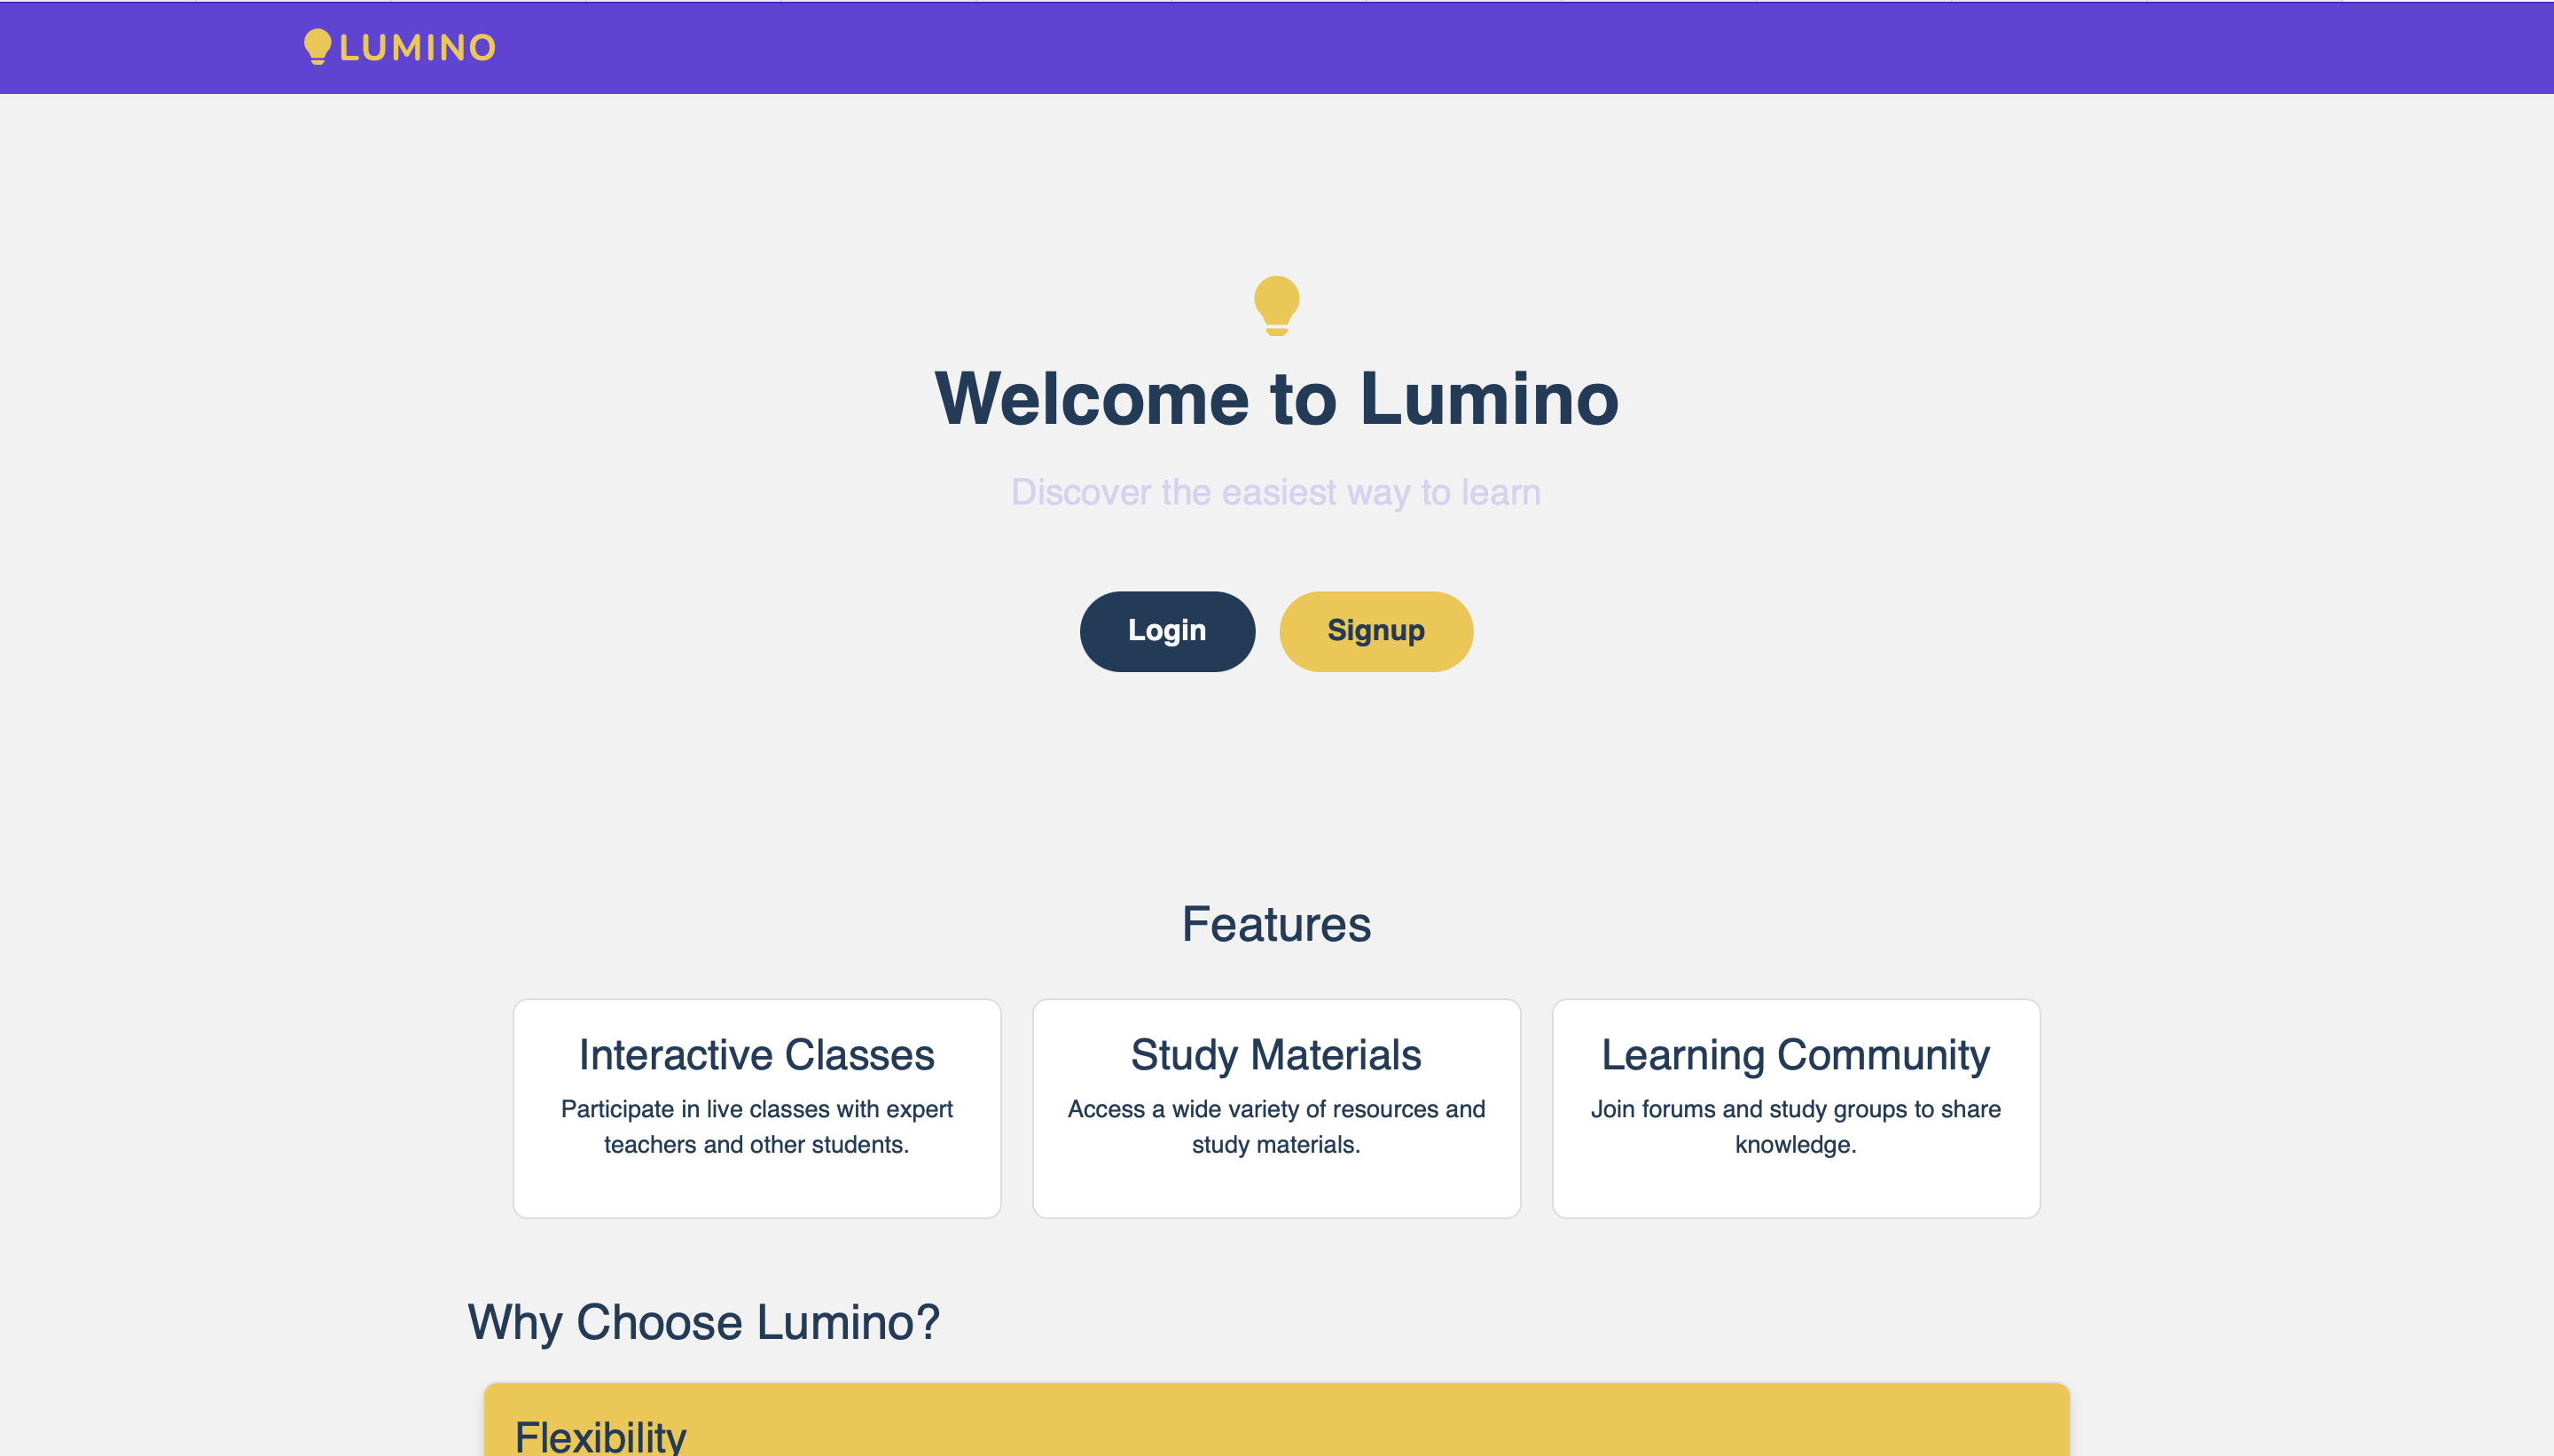 LUMINO
Welcome to Lumino
Discover the easiest way to learn
Login
Signup
Features
Interactive Classes
Participate in live classes with expert
teachers and other students.
Study Materials
Access a wide variety of resources and
study materials.
Learning Community
Join forums and study groups to share
knowledge.
Why Choose Lumino?
Flexibility